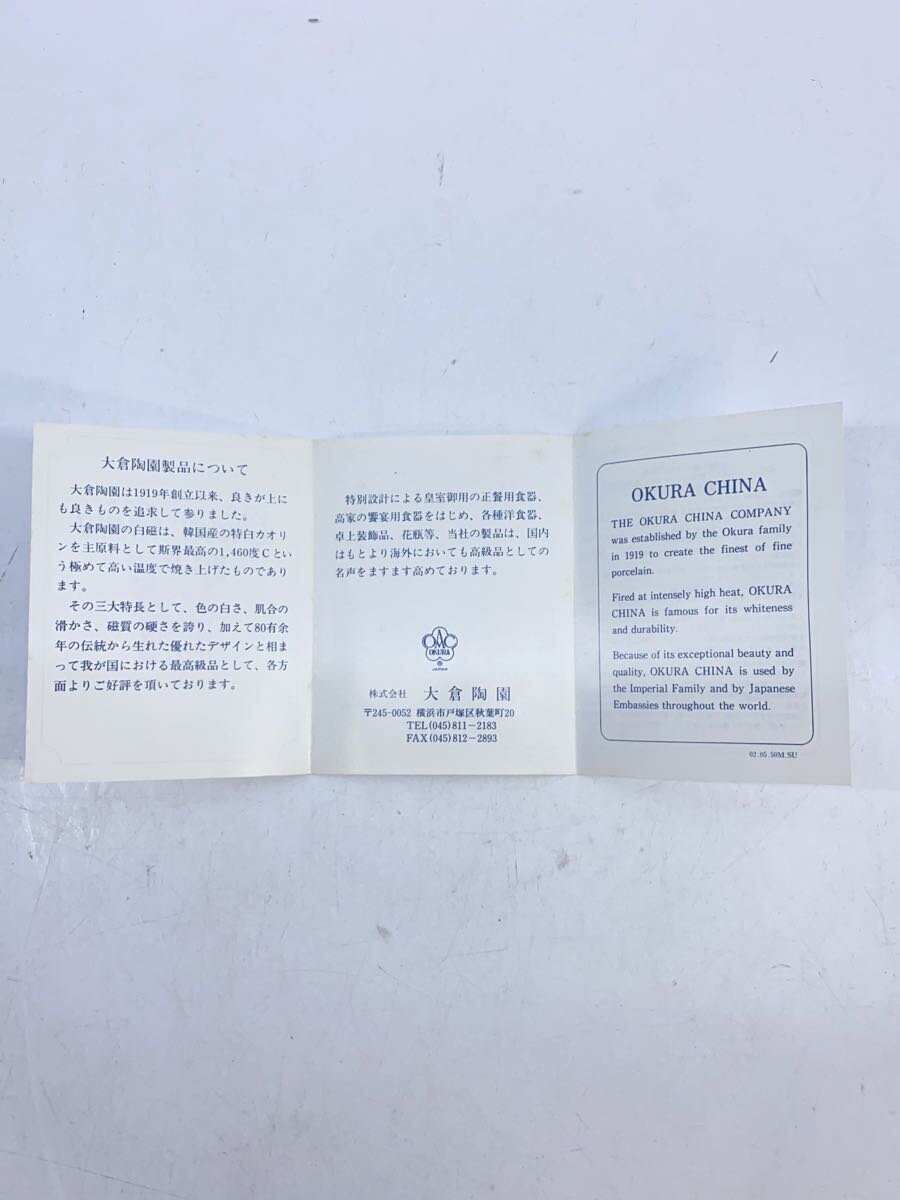 大倉陶園製品について
大倉陶園は1919年創立以来、良きが上に
も良きものを追求して参りました。
大倉陶園の白磁は、韓国産の特白カオリ
ンを主原料として斯界最高の1,460度Cとい
う極めて高い温度で焼き上げたものであり
ます。
その三大特長として、色の白さ、肌合の
滑かさ、磁質の硬さを誇り、加えて80有余
年の伝統から生れた優れたデザインと相ま
って我が国における最高級品として、各方
面よりご好評を頂いております。
特別設計による皇室御用の正餐用食器、
高家の饗宴用食器をはじめ、各種洋食器、
卓上装飾品、花瓶等、当社の製品は、国内
はもとより海外においても高級品としての
名声をますます高めております。
OAC
OKURA
®
JAPAN
株式会社 大倉陶園
〒245-0052 横浜市戸塚区秋葉町20
TEL(045)811-2183
FAX(045)812-2893
OKURA CHINA
THE OKURA CHINA COMPANY
was established by the Okura family
in 1919 to create the finest of fine
porcelain.
Fired at intensely high heat, OKURA
CHINA is famous for its whiteness
and durability.
Because of its exceptional beauty and
quality, OKURA CHINA is used by
the Imperial Family and by Japanese
Embassies throughout the world.
02.05.50M.SU